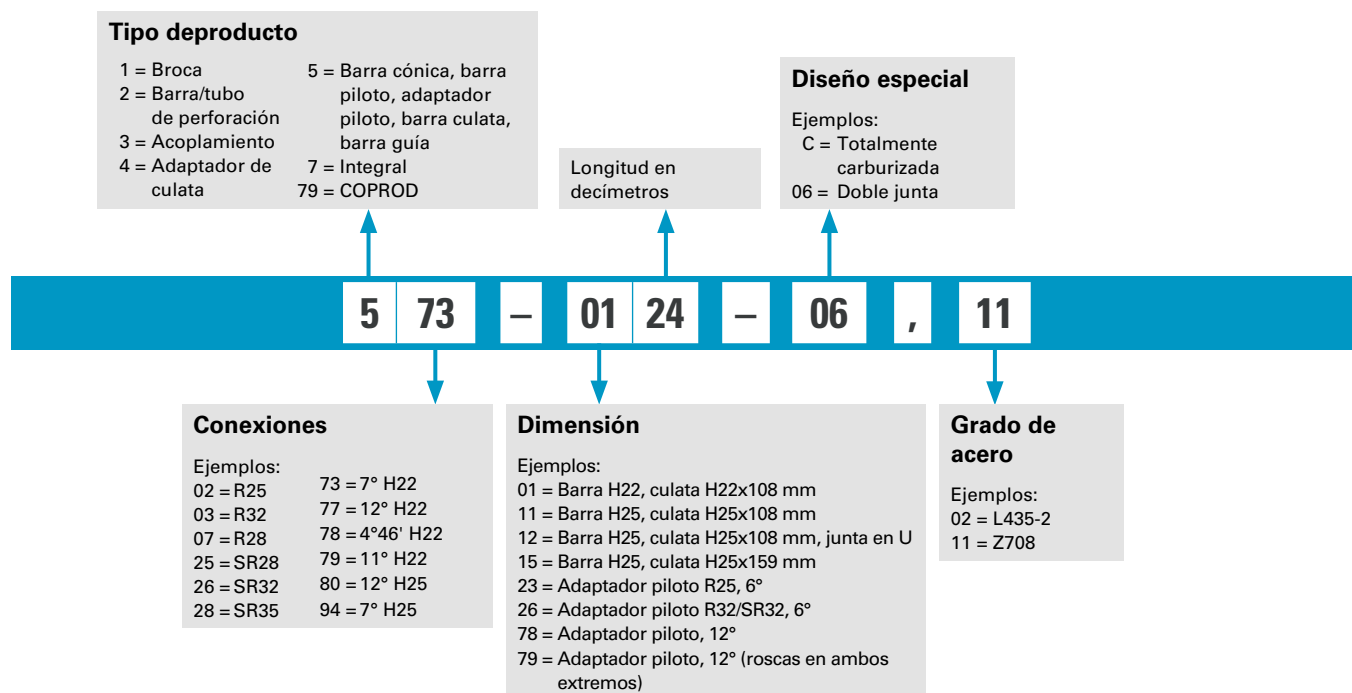 Tipo deproducto
1 = Broca
2 = Barra/tubo
de perforación
3 = Acoplamiento
4 = Adaptador de
culata
5 = Barra cónica, barra
piloto, adaptador
piloto, barra culata,
barra guía
7 = Integral
79 = COPROD
Longitud en
decímetros
Diseño especial
Ejemplos:
C = Totalmente
carburizada
06 = Doble junta
5 73 – 01 24 – 06 , 11
Conexiones
Ejemplos:
02 = R25
03 = R32
07 = R28
25 = SR28
26 = SR32
28 = SR35
73 = 7° H22
77 = 12° H22
78 = 4°46' H22
79 = 11° H22
80 = 12° H25
94 = 7° H25
Dimensión
Ejemplos:
01 = Barra H22, culata H22x108 mm
11 = Barra H25, culata H25x108 mm
12 = Barra H25, culata H25x108 mm, junta en U
15 = Barra H25, culata H25x159 mm
23 = Adaptador piloto R25, 6°
26 = Adaptador piloto R32/SR32, 6°
78 = Adaptador piloto, 12°
79 = Adaptador piloto, 12° (roscas en ambos
extremos)
Grado de
acero
Ejemplos:
02 = L435-2
11 = Z708